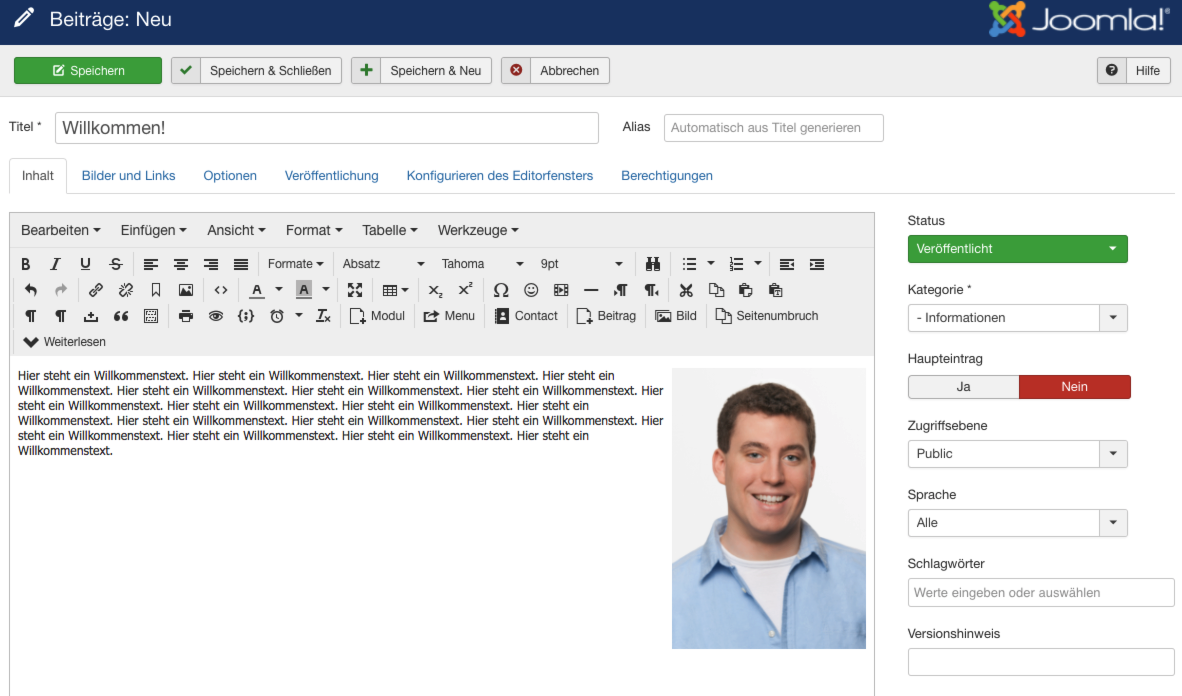 Beiträge: Neu
Joomla!®
Speichern
Speichern & Schließen
Speichern & Neu
Abbrechen
Hilfe
Titel *
Willkommen!
Alias
Automatisch aus Titel generieren
Inhalt
Bilder und Links
Optionen
Veröffentlichung
Konfigurieren des Editorfensters
Berechtigungen
Bearbeiten
Einfügen
Ansicht
Format
Tabelle
Werkzeuge
B I U S
Formate
Absatz
Tahoma
9pt
A
A
Modul
Menu
Contact
Beitrag
Bild
Seitenumbruch
Weiterlesen
Hier steht ein Willkommenstext. Hier steht ein Willkommenstext. Hier steht ein Willkommenstext. Hier steht ein
Willkommenstext. Hier steht ein Willkommenstext. Hier steht ein Willkommenstext. Hier steht ein Willkommenstext. Hier
steht ein Willkommenstext. Hier steht ein Willkommenstext. Hier steht ein Willkommenstext. Hier steht ein
Willkommenstext. Hier steht ein Willkommenstext. Hier steht ein Willkommenstext. Hier steht ein Willkommenstext. Hier
steht ein Willkommenstext. Hier steht ein Willkommenstext. Hier steht ein Willkommenstext. Hier steht ein
Willkommenstext.
Status
Veröffentlicht
Kategorie *
- Informationen
Haupteintrag
Ja
Nein
Zugriffsebene
Public
Sprache
Alle
Schlagwörter
Werte eingeben oder auswählen
Versionshinweis